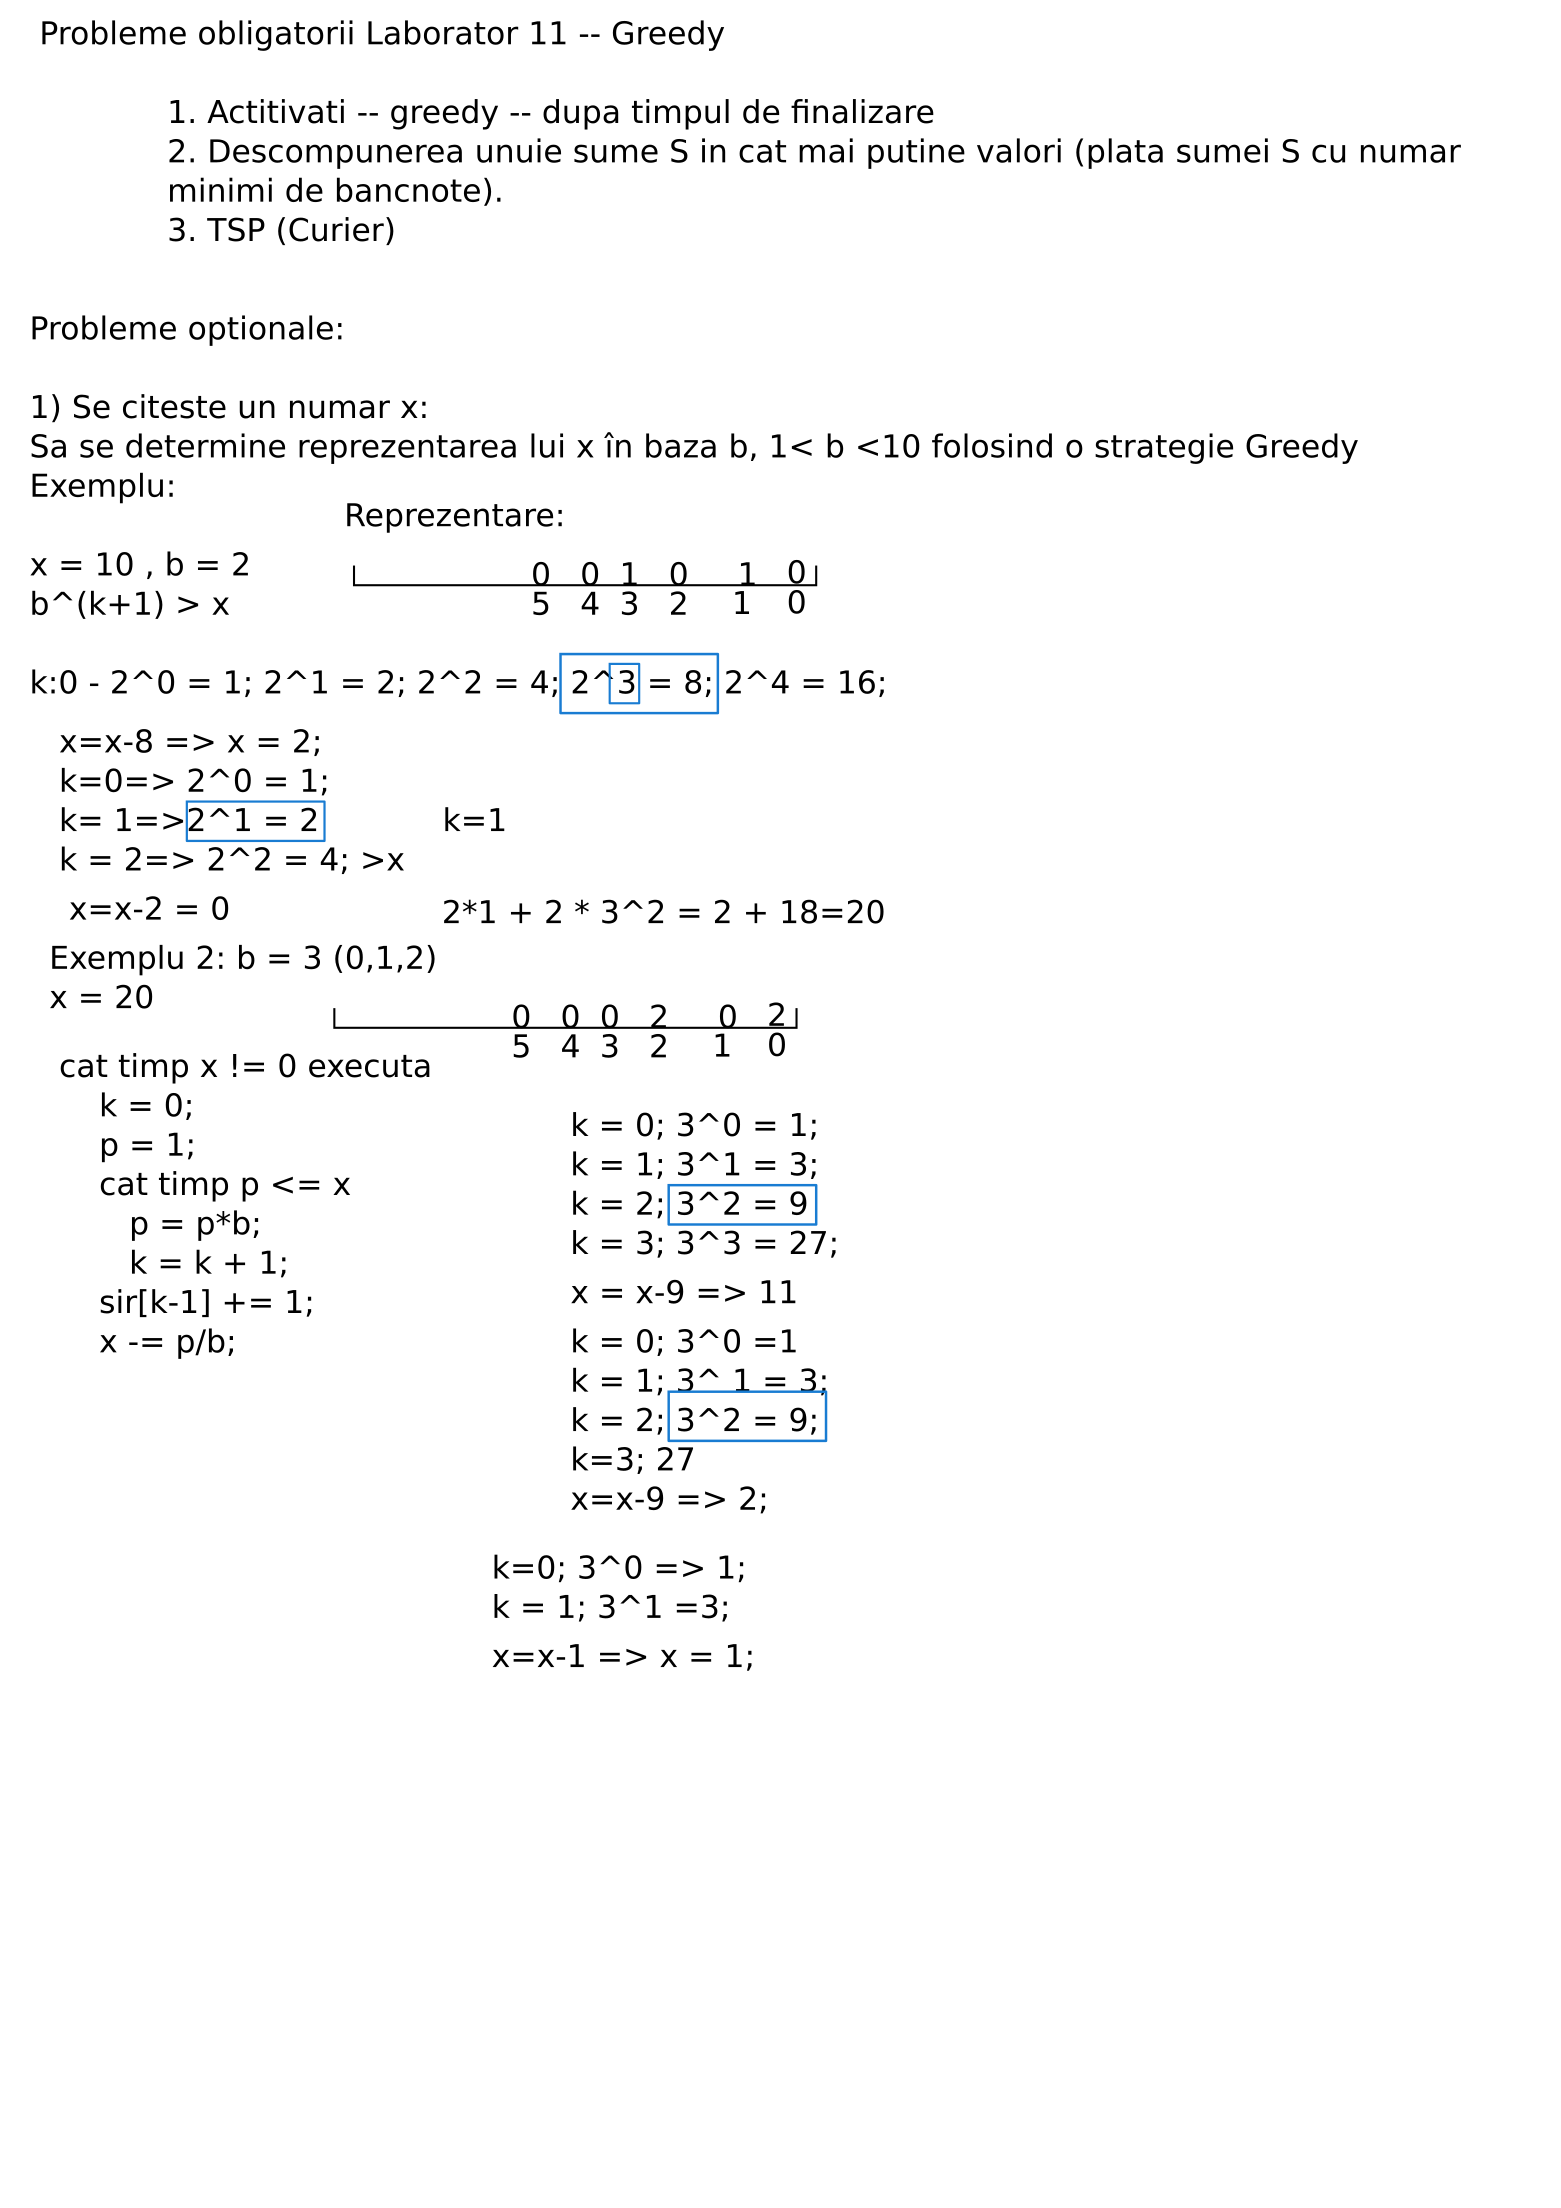 Probleme obligatorii Laborator 11 -- Greedy
1. Actitivati -- greedy -- dupa timpul de finalizare
2. Descompunerea unuie sume S in cat mai putine valori (plata sumei S cu numar
minimi de bancnote).
3. TSP (Curier)
Probleme optionale:
1) Se citeste un numar x:
Sa se determine reprezentarea lui x în baza b, 1< b <10 folosind o strategie Greedy
Exemplu:
Reprezentare:
x = 10 , b = 2
0 0 1 0 1 0
b^(k+1) > x
5 4 3 2 1 0
k:0 - 2^0 = 1; 2^1 = 2; 2^2 = 4; 2^3 = 8; 2^4 = 16;
x=x-8 => x = 2;
k=0=> 2^0 = 1;
k= 1=>2^1 = 2
k=1
k = 2=> 2^2 = 4; >x
x=x-2 = 0
2*1 + 2 * 3^2 = 2 + 18=20
Exemplu 2: b = 3 (0,1,2)
x = 20
0 0 0 2 0 2
5 4 3 2 1 0
cat timp x != 0 executa
k = 0;
p = 1;
cat timp p <= x
p = p*b;
k = k + 1;
sir[k-1] += 1;
x -= p/b;
k = 0; 3^0 = 1;
k = 1; 3^1 = 3;
k = 2; 3^2 = 9
k = 3; 3^3 = 27;
x = x-9 => 11
k = 0; 3^0 =1
k = 1; 3^ 1 = 3;
k = 2; 3^2 = 9;
k=3; 27
x=x-9 => 2;
k=0; 3^0 => 1;
k = 1; 3^1 =3;
x=x-1 => x = 1;